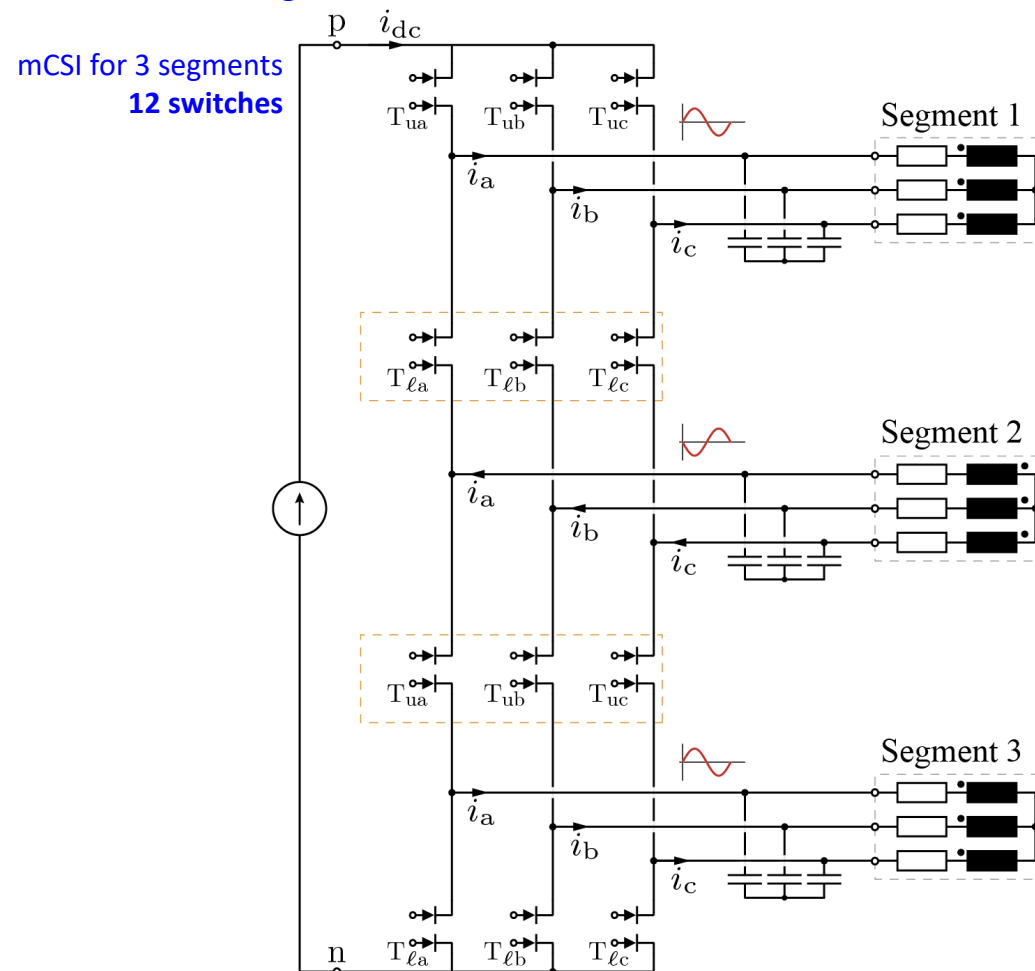 p
i_dc
mCSI for 3 segments
12 switches
T_ua
T_ub
T_uc
Segment 1
i_a
i_b
i_c
T_ℓa
T_ℓb
T_ℓc
Segment 2
i_a
i_b
i_c
T_ua
T_ub
T_uc
Segment 3
i_a
i_b
i_c
n
T_ℓa
T_ℓb
T_ℓc